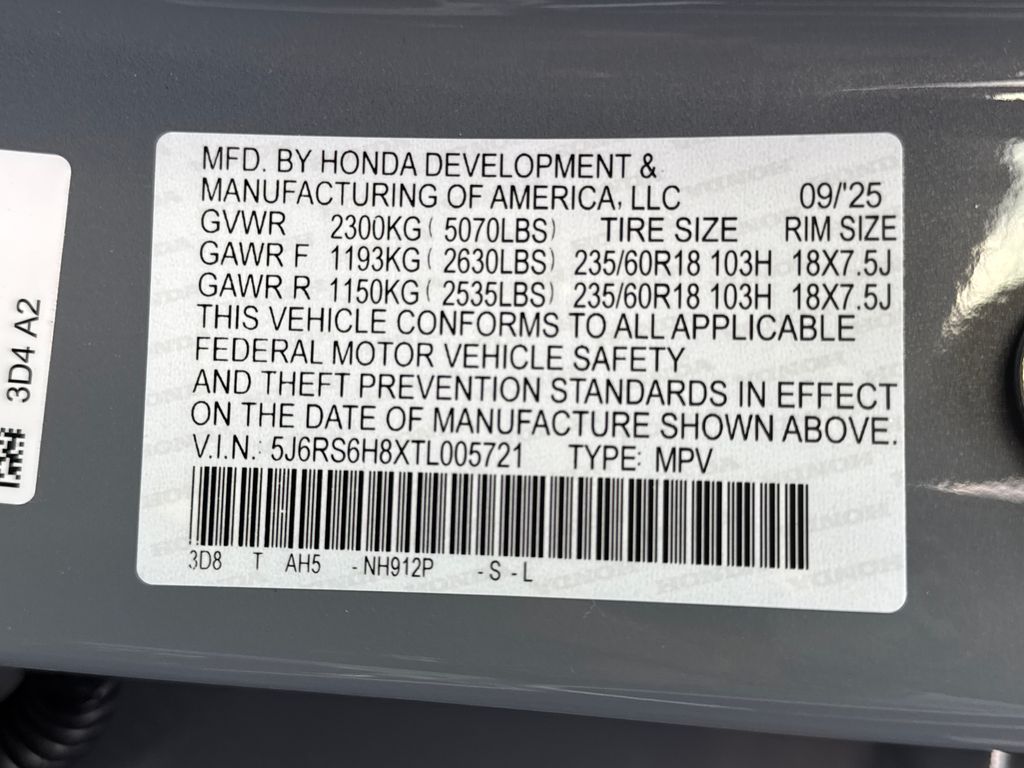 MFD. BY HONDA DEVELOPMENT &
MANUFACTURING OF AMERICA, LLC 09/'25
GVWR 2300KG ( 5070LBS) TIRE SIZE RIM SIZE
GAWR F 1193KG ( 2630LBS) 235/60R18 103H 18X7.5J
GAWR R 1150KG ( 2535LBS) 235/60R18 103H 18X7.5J
THIS VEHICLE CONFORMS TO ALL APPLICABLE
FEDERAL MOTOR VEHICLE SAFETY
AND THEFT PREVENTION STANDARDS IN EFFECT
ON THE DATE OF MANUFACTURE SHOWN ABOVE.
V.I.N.: 5J6RS6H8XTL005721 TYPE: MPV
3D8 T AH5 -NH912P -S-L
3D4 A2